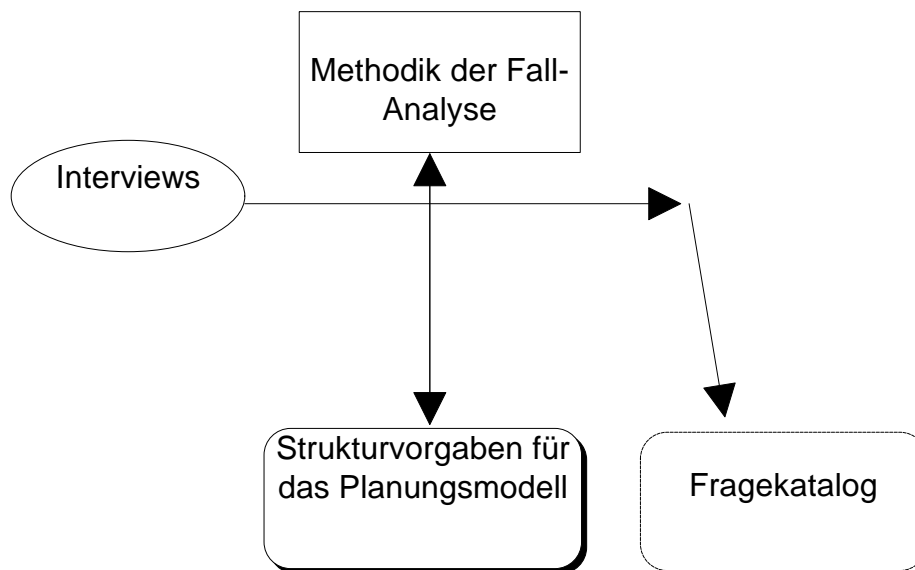 Methodik der Fall-
Analyse
Interviews
Strukturvorgaben für
das Planungsmodell
Fragekatalog